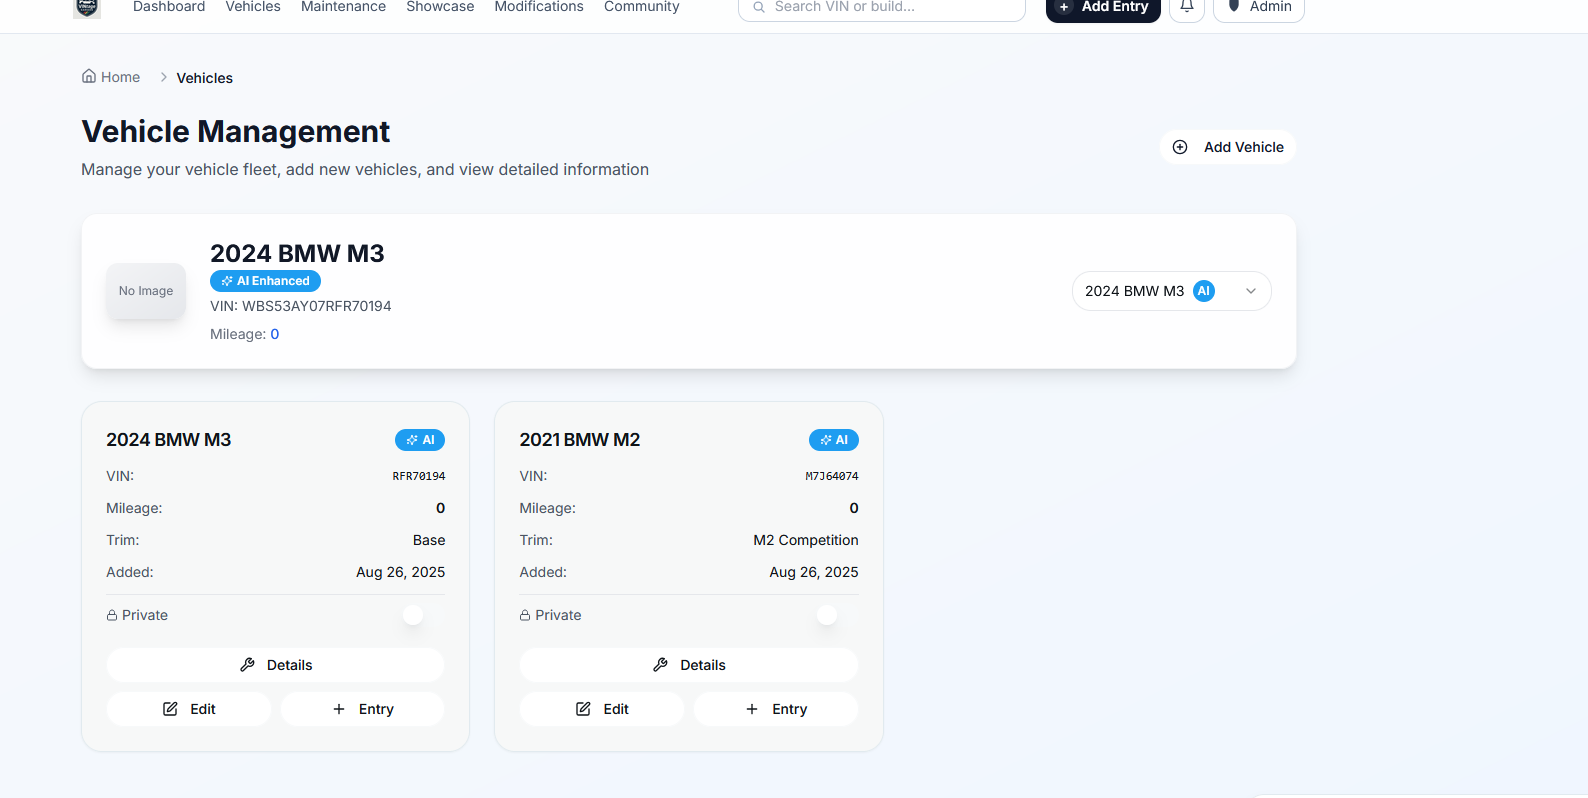 Dashboard Vehicles Maintenance Showcase Modifications Community Search VIN or build... + Add Entry Admin
Home > Vehicles
Vehicle Management
Manage your vehicle fleet, add new vehicles, and view detailed information
Add Vehicle
No Image
2024 BMW M3
AI Enhanced
VIN: WBS53AY07RFR70194
Mileage: 0
2024 BMW M3 AI
2024 BMW M3 AI
VIN: RFR70194
Mileage: 0
Trim: Base
Added: Aug 26, 2025
Private
Details
Edit + Entry
2021 BMW M2 AI
VIN: M7J64074
Mileage: 0
Trim: M2 Competition
Added: Aug 26, 2025
Private
Details
Edit + Entry